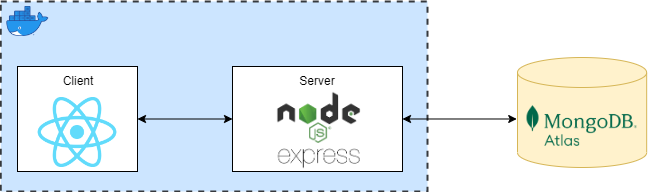 Client
Server
node
JS
express
MongoDB.
Atlas